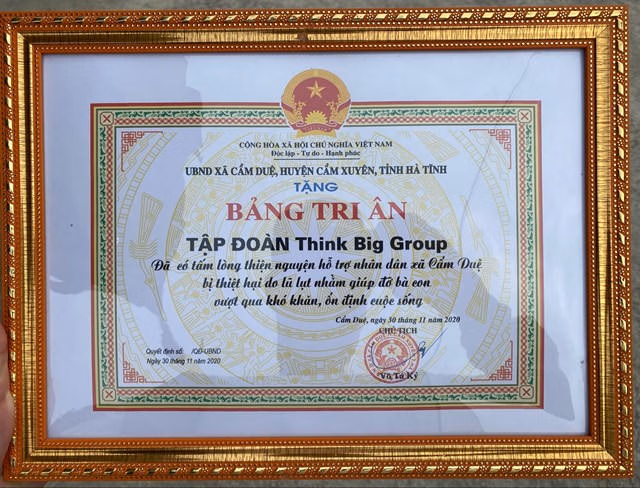 CỘNG HÒA XÃ HỘI CHỦ NGHĨA VIỆT NAM
Độc lập - Tự do - Hạnh phúc
UBND XÃ CẨM DUỆ, HUYỆN CẨM XUYÊN, TỈNH HÀ TĨNH
TẶNG
BẢNG TRI ÂN
TẬP ĐOÀN Think Big Group
Đã có tấm lòng thiện nguyện hỗ trợ nhân dân xã Cẩm Duệ
bị thiệt hại do lũ lụt nhằm giúp đỡ bà con
vượt qua khó khăn, ổn định cuộc sống
Cẩm Duệ, ngày 30 tháng 11 năm 2020
CHỦ TỊCH
Quyết định số: /QĐ-UBND
Ngày 30 tháng 11 năm 2020
Võ Tá Kỷ